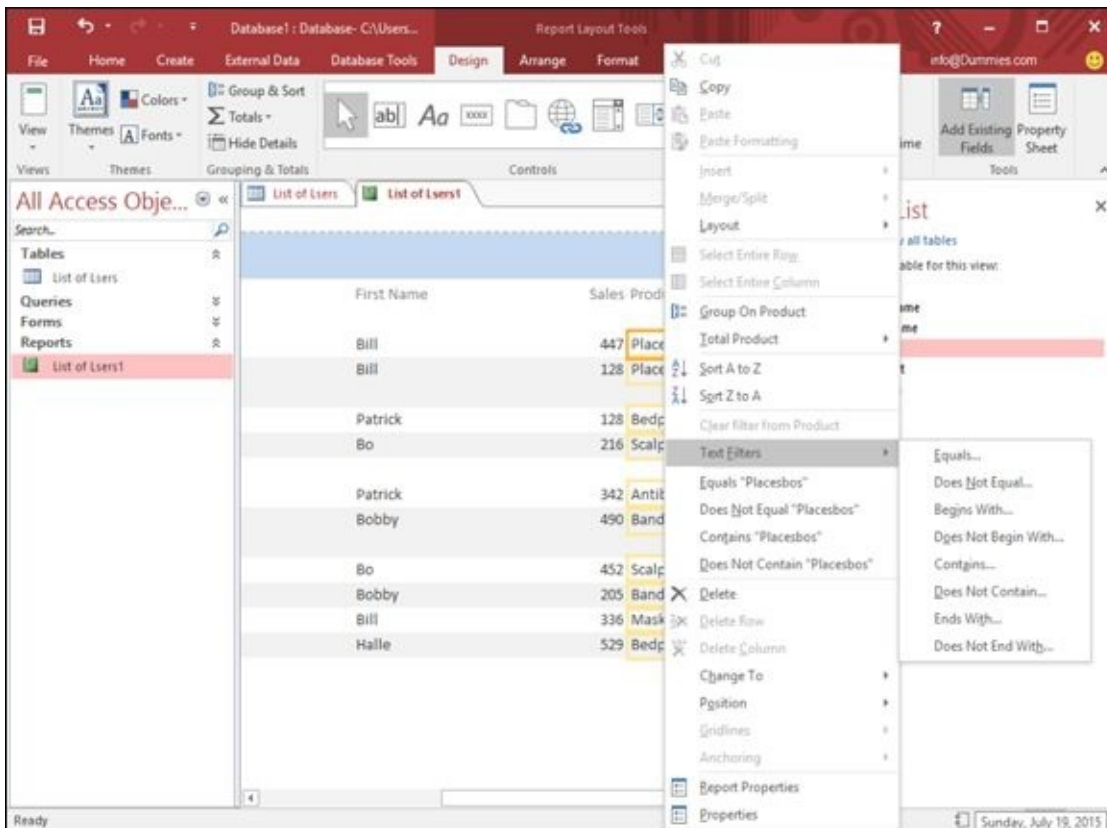 Database1 : Database- C:\Users...
Report Layout Tools
?
File
Home
Create
External Data
Database Tools
Design
Arrange
Format
info@Dummies.com
View
Themes
Colors
Fonts
Group & Sort
Totals
Hide Details
Add Existing Fields
Property Sheet
Views
Themes
Grouping & Totals
Controls
Tools
All Access Obje...
Search..
Tables
List of Lsers
Queries
Forms
Reports
List of Lsers1
List of Lsers
List of Lsers1
First Name
Sales
Bill 447
Bill 128
Patrick 128
Bo 216
Patrick 342
Bobby 490
Bo 452
Bobby 205
Bill 336
Halle 529
Cut
Copy
Paste
Paste Formatting
Insert
Merge/Split
Layout
Select Entire Row
Select Entire Column
Group On Product
Total Product
Sort A to Z
Sort Z to A
Clear filter from Product
Text Filters
Equals "Placesbos"
Does Not Equal "Placesbos"
Contains "Placesbos"
Does Not Contain "Placesbos"
Delete
Delete Row
Delete Column
Change To
Position
Gridlines
Anchoring
Report Properties
Properties
Equals...
Does Not Equal...
Begins With...
Does Not Begin With...
Contains...
Does Not Contain...
Ends With...
Does Not End With...
all tables
able for this view:
Ready
Sunday, July 19, 2015